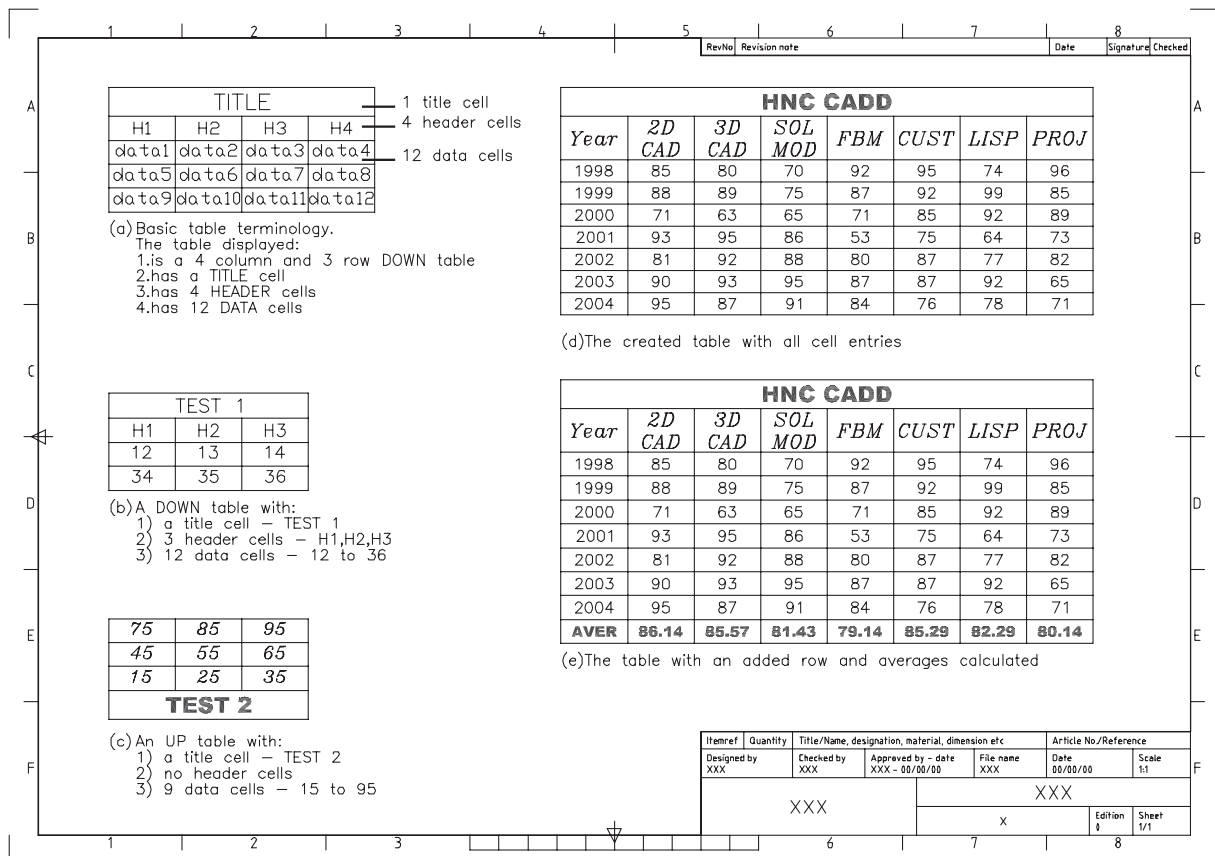 1 2 3 4 5 6 7 8
RevNo Revision note Date Signature Checked
A
B
C
D
E
F
A
B
C
D
E
F
TITLE
H1 H2 H3 H4
data1 data2 data3 data4
data5 data6 data7 data8
data9 data10 data11 data12
1 title cell
4 header cells
12 data cells
(a) Basic table terminology.
The table displayed:
1.is a 4 column and 3 row DOWN table
2.has a TITLE cell
3.has 4 HEADER cells
4.has 12 DATA cells
TEST 1
H1 H2 H3
12 13 14
34 35 36
(b) A DOWN table with:
1) a title cell – TEST 1
2) 3 header cells – H1,H2,H3
3) 12 data cells – 12 to 36
75 85 95
45 55 65
15 25 35
TEST 2
(c) An UP table with:
1) a title cell – TEST 2
2) no header cells
3) 9 data cells – 15 to 95
HNC CADD
Year 2D CAD 3D CAD SOL MOD FBM CUST LISP PROJ
1998 85 80 70 92 95 74 96
1999 88 89 75 87 92 99 85
2000 71 63 65 71 85 92 89
2001 93 95 86 53 75 64 73
2002 81 92 88 80 87 77 82
2003 90 93 95 87 87 92 65
2004 95 87 91 84 76 78 71
(d)The created table with all cell entries
HNC CADD
Year 2D CAD 3D CAD SOL MOD FBM CUST LISP PROJ
1998 85 80 70 92 95 74 96
1999 88 89 75 87 92 99 85
2000 71 63 65 71 85 92 89
2001 93 95 86 53 75 64 73
2002 81 92 88 80 87 77 82
2003 90 93 95 87 87 92 65
2004 95 87 91 84 76 78 71
AVER 86.14 85.57 81.43 79.14 85.29 82.29 80.14
(e)The table with an added row and averages calculated
Itemref Quantity Title/Name, designation, material, dimension etc Article No./Reference
Designed by Checked by Approved by - date File name Date Scale
XXX XXX XXX - 00/00/00 XXX 00/00/00 1:1
XXX
XXX
X
Edition Sheet
0 1/1
1 2 3 6 7 8